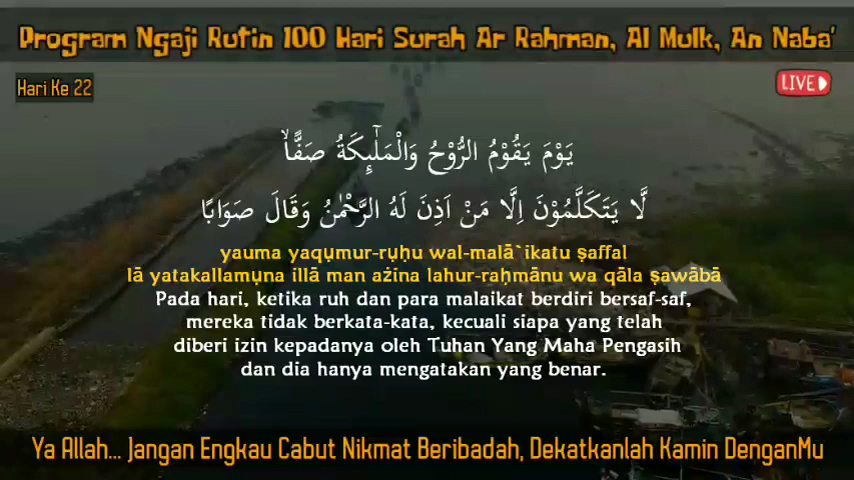 Program Ngaji Rutin 100 Hari Surah Ar Rahman, Al Mulk, An Naba'
Hari Ke 22
LIVE
يَوْمَ يَقُوْمُ الرُّوْحُ وَالْمَلٰۤىِٕكَةُ صَفًّاۙ
لَّا يَتَكَلَّمُوْنَ اِلَّا مَنْ اَذِنَ لَهُ الرَّحْمٰنُ وَقَالَ صَوَابًا
yauma yaqụmur-rụḥu wal-malā`ikatu ṣaffal
lā yatakallamụna illā man ażina lahur-raḥmānu wa qāla ṣawābā
Pada hari, ketika ruh dan para malaikat berdiri bersaf-saf,
mereka tidak berkata-kata, kecuali siapa yang telah
diberi izin kepadanya oleh Tuhan Yang Maha Pengasih
dan dia hanya mengatakan yang benar.
Ya Allah... Jangan Engkau Cabut Nikmat Beribadah, Dekatkanlah Kamin DenganMu